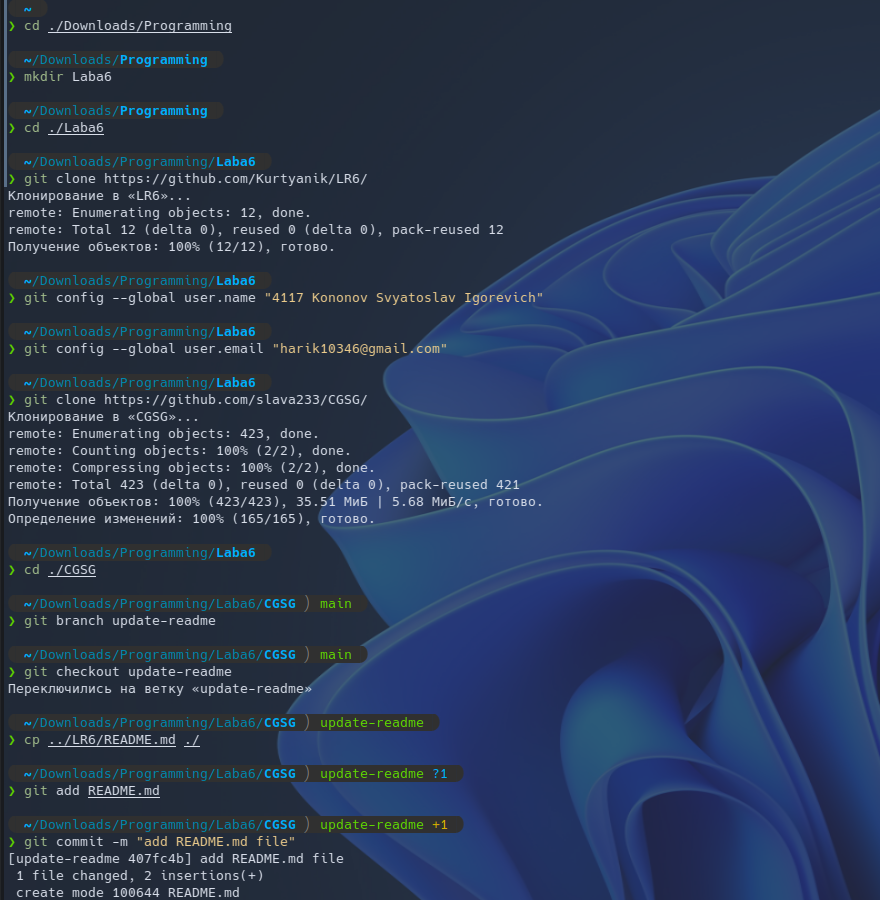 ~
❯ cd ./Downloads/Programming
~/Downloads/Programming
❯ mkdir Laba6
~/Downloads/Programming
❯ cd ./Laba6
~/Downloads/Programming/Laba6
❯ git clone https://github.com/Kurtyanik/LR6/
Клонирование в «LR6»...
remote: Enumerating objects: 12, done.
remote: Total 12 (delta 0), reused 0 (delta 0), pack-reused 12
Получение объектов: 100% (12/12), готово.
~/Downloads/Programming/Laba6
❯ git config --global user.name "4117 Kononov Svyatoslav Igorevich"
~/Downloads/Programming/Laba6
❯ git config --global user.email "harik10346@gmail.com"
~/Downloads/Programming/Laba6
❯ git clone https://github.com/slava233/CGSG/
Клонирование в «CGSG»...
remote: Enumerating objects: 423, done.
remote: Counting objects: 100% (2/2), done.
remote: Compressing objects: 100% (2/2), done.
remote: Total 423 (delta 0), reused 0 (delta 0), pack-reused 421
Получение объектов: 100% (423/423), 35.51 МиБ | 5.68 МиБ/с, готово.
Определение изменений: 100% (165/165), готово.
~/Downloads/Programming/Laba6
❯ cd ./CGSG
~/Downloads/Programming/Laba6/CGSG ) main
❯ git branch update-readme
~/Downloads/Programming/Laba6/CGSG ) main
❯ git checkout update-readme
Переключились на ветку «update-readme»
~/Downloads/Programming/Laba6/CGSG ) update-readme
❯ cp ../LR6/README.md ./
~/Downloads/Programming/Laba6/CGSG ) update-readme ?1
❯ git add README.md
~/Downloads/Programming/Laba6/CGSG ) update-readme +1
❯ git commit -m "add README.md file"
[update-readme 407fc4b] add README.md file
1 file changed, 2 insertions(+)
create mode 100644 README.md